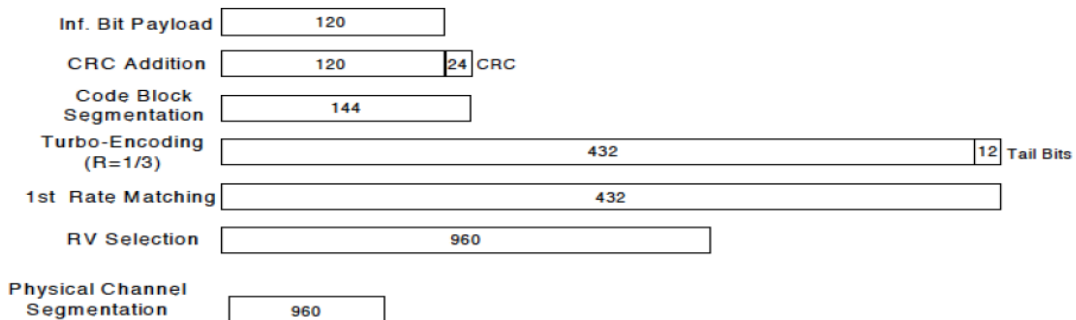 Inf. Bit Payload 120
CRC Addition 120 24 CRC
Code Block
Segmentation 144
Turbo-Encoding
(R=1/3) 432 12 Tail Bits
1st Rate Matching 432
RV Selection 960
Physical Channel
Segmentation 960